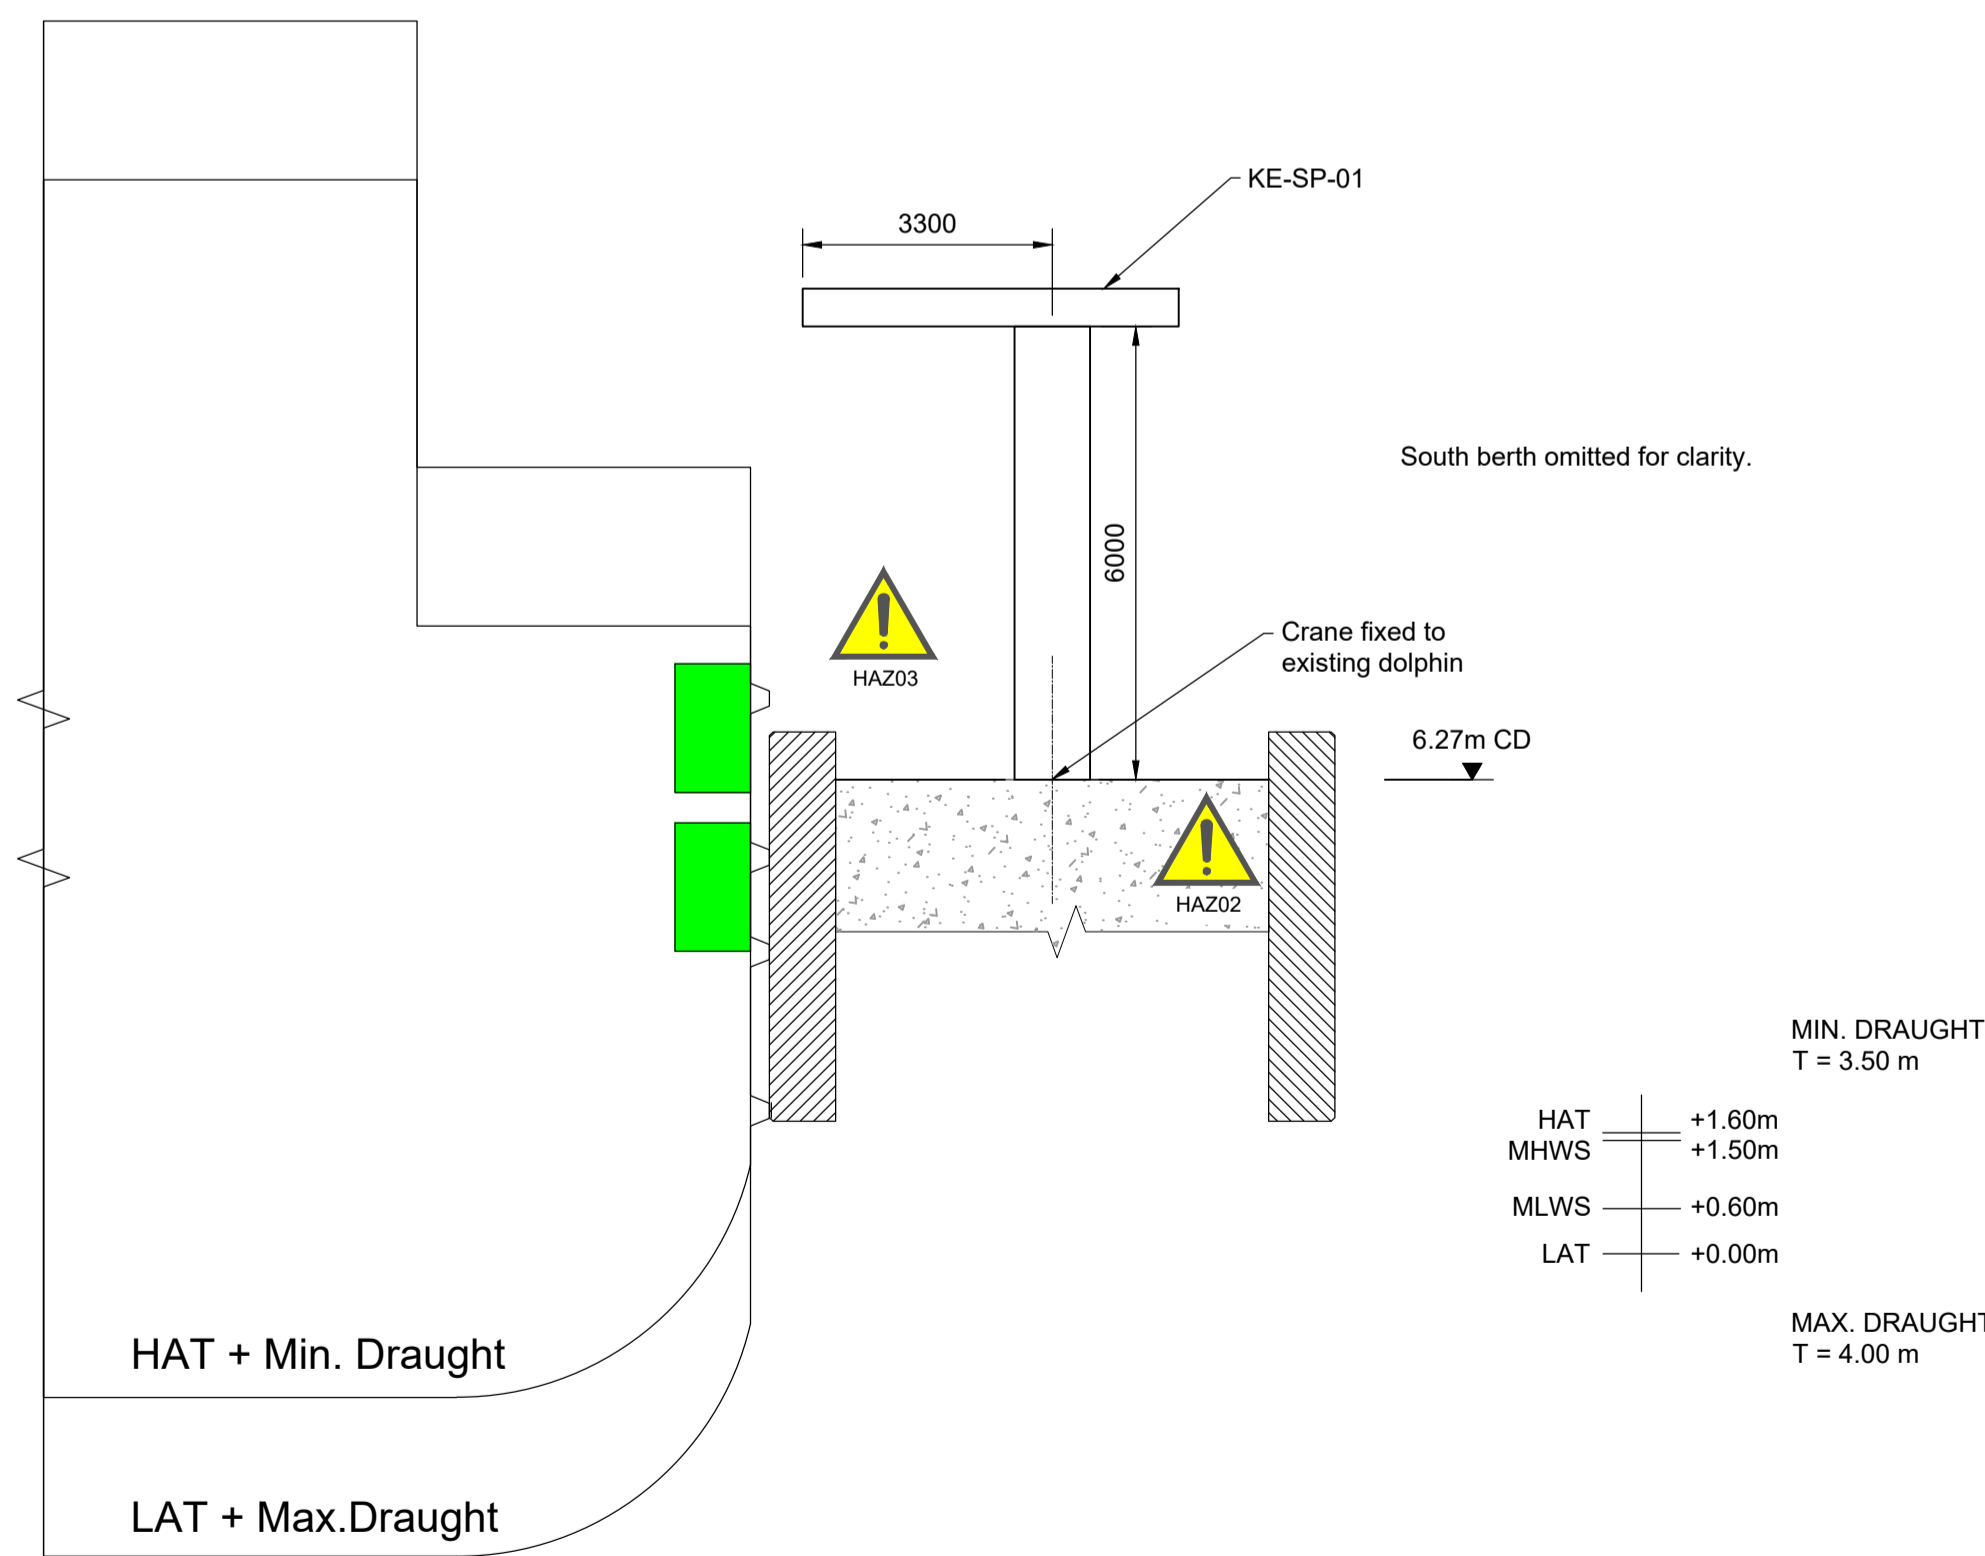 KE-SP-01
3300
South berth omitted for clarity.
6000
Crane fixed to
existing dolphin
HAZ03
6.27m CD
HAZ02
MIN. DRAUGHT
T = 3.50 m
HAT +1.60m
MHWS +1.50m
MLWS +0.60m
LAT +0.00m
MAX. DRAUGHT
T = 4.00 m
HAT + Min. Draught
LAT + Max.Draught